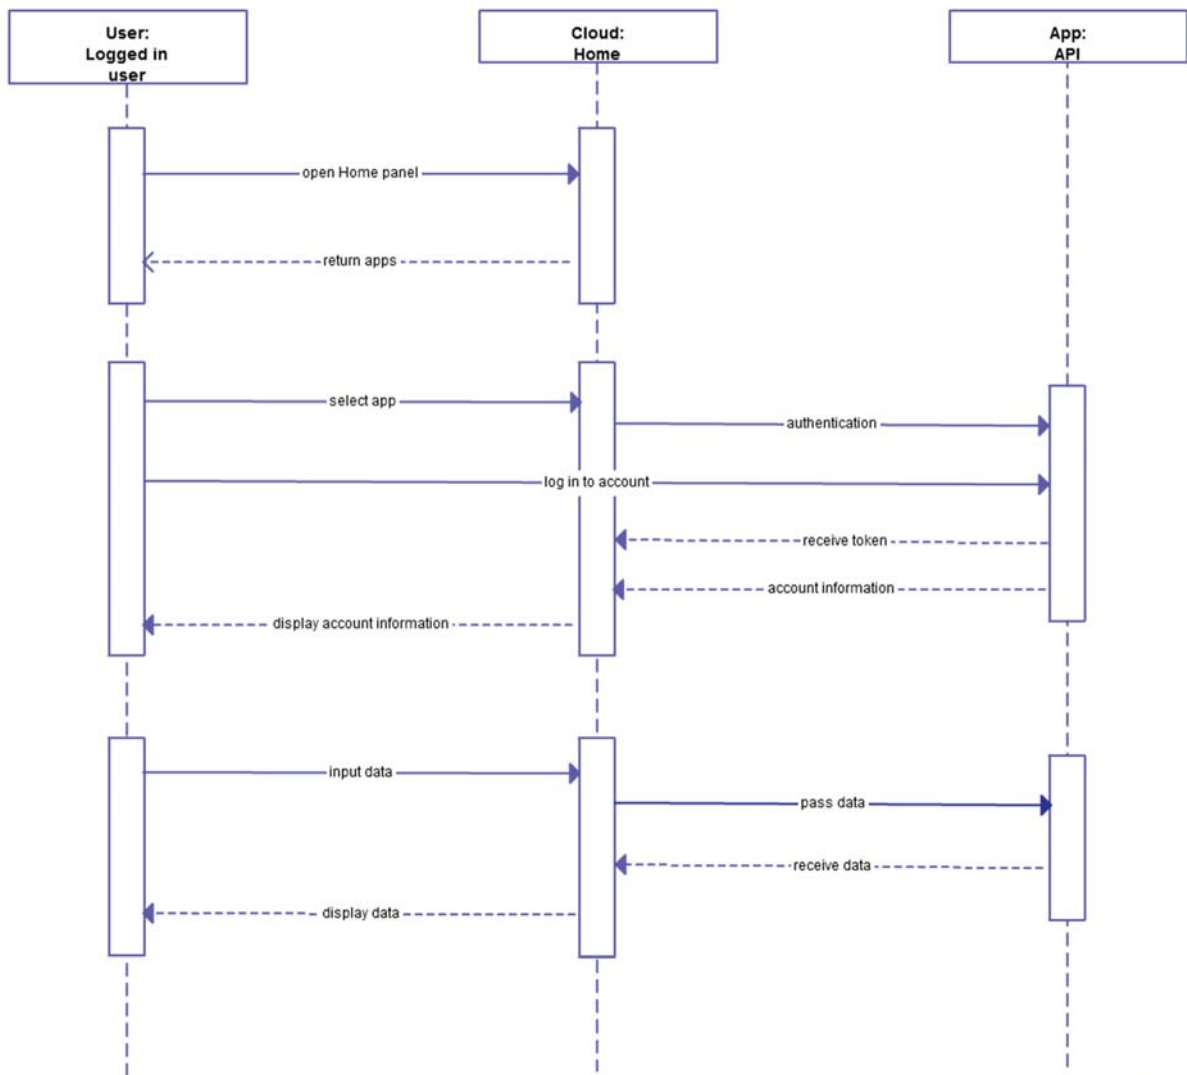 User:
Logged in
user
Cloud:
Home
App:
API
open Home panel
return apps
select app
authentication
log in to account
receive token
account information
display account information
input data
pass data
receive data
display data